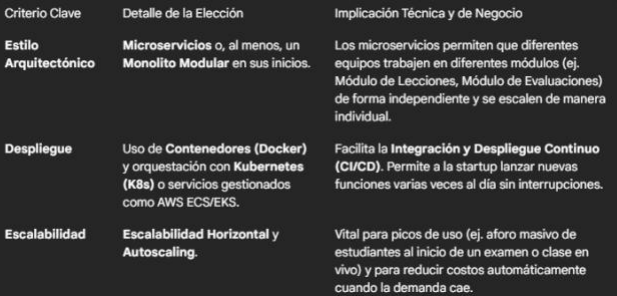 Criterio Clave
Detalle de la Elección
Implicación Técnica y de Negocio
Estilo
Arquitectónico
Microservicios o, al menos, un
Monolito Modular en sus inicios.
Los microservicios permiten que diferentes
equipos trabajen en diferentes módulos (ej.
Módulo de Lecciones, Módulo de Evaluaciones)
de forma independiente y se escalen de manera
individual.
Despliegue
Uso de Contenedores (Docker)
y orquestación con Kubernetes
(K8s) o servicios gestionados
como AWS ECS/EKS.
Facilita la Integración y Despliegue Continuo
(CI/CD). Permite a la startup lanzar nuevas
funciones varias veces al día sin interrupciones.
Escalabilidad
Escalabilidad Horizontal y
Autoscaling.
Vital para picos de uso (ej. aforo masivo de
estudiantes al inicio de un examen o clase en
vivo) y para reducir costos automáticamente
cuando la demanda cae.